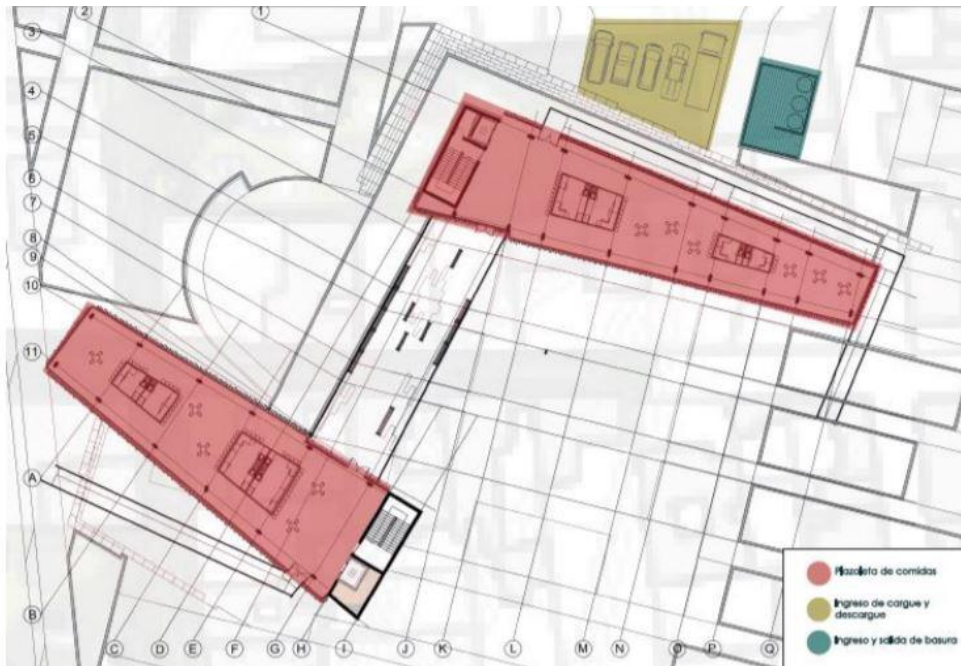 2
1
3
4
5
6
7
8
9
10
11
A
B
C
D
E
F
G
H
I
J
K
L
M
N
O
P
Q
Plazoleta de comidas
Ingreso de cargue y
descargue
Ingreso y salida de basura